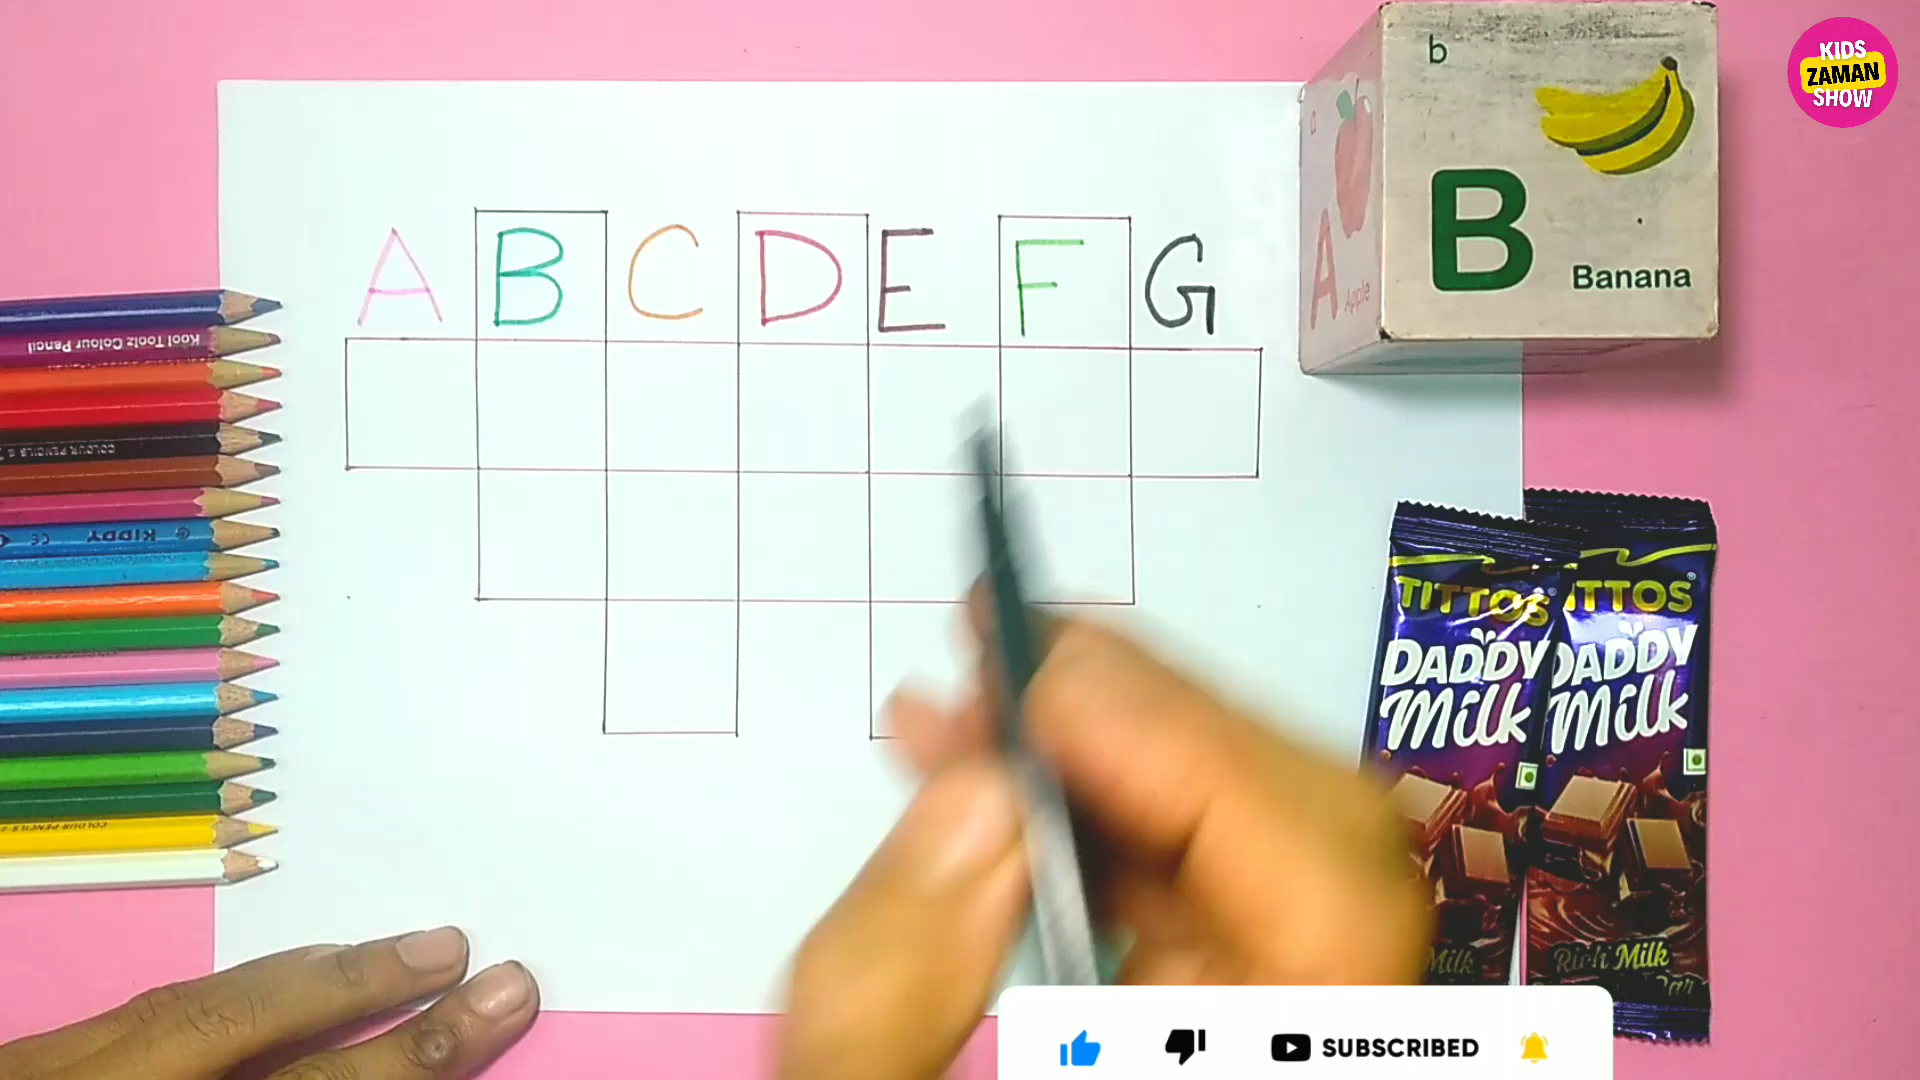 KIDS
ZAMAN
SHOW
b
B
Banana
a
A
Apple
A B C D E F G
Kool Toolz Colour Pencil
KIDDY
TITTOS
DADDY
Milk
Milk
TITTOS
DADDY
Milk
Rich Milk
SUBSCRIBED